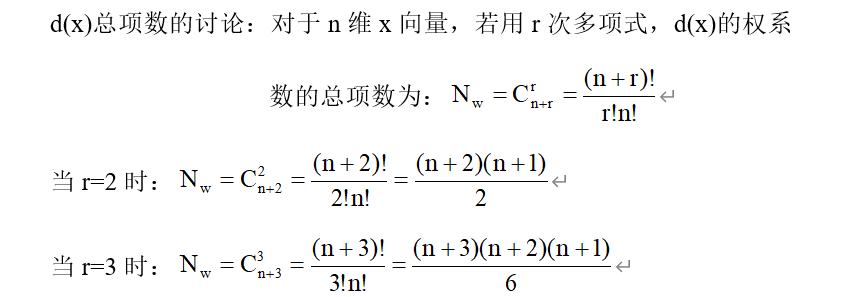 d(x)总项数的讨论：对于 n 维 x 向量，若用 r 次多项式，d(x)的权系
数的总项数为：$N_w = C_{n+r}^{r} = \frac{(n+r)!}{r!n!}$↵
当 r=2 时：$N_w = C_{n+2}^{2} = \frac{(n+2)!}{2!n!} = \frac{(n+2)(n+1)}{2}$↵
当 r=3 时：$N_w = C_{n+3}^{3} = \frac{(n+3)!}{3!n!} = \frac{(n+3)(n+2)(n+1)}{6}$↵